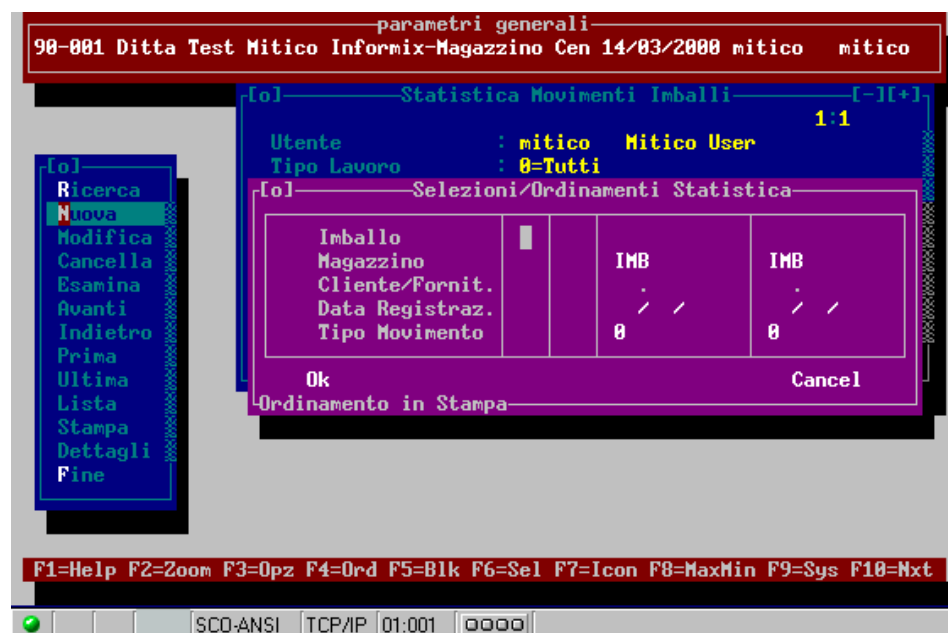 parametri generali
90-001 Ditta Test Mitico Informix-Magazzino Cen 14/03/2000 mitico mitico
[o] Statistica Movimenti Imballi [-][+]
1:1
Utente : mitico Mitico User
Tipo Lavoro : 0=Tutti
[o]
Ricerca
Nuova
Modifica
Cancella
Esamina
Avanti
Indietro
Prima
Ultima
Lista
Stampa
Dettagli
Fine
[o] Selezioni/Ordinamenti Statistica
Imballo
Magazzino IMB IMB
Cliente/Fornit. . .
Data Registraz. / / / /
Tipo Movimento 0 0
Ok Cancel
Ordinamento in Stampa
F1=Help F2=Zoom F3=Opz F4=Ord F5=Blk F6=Sel F7=Icon F8=MaxMin F9=Sys F10=Nxt
SCO-ANSI TCP/IP 01:001